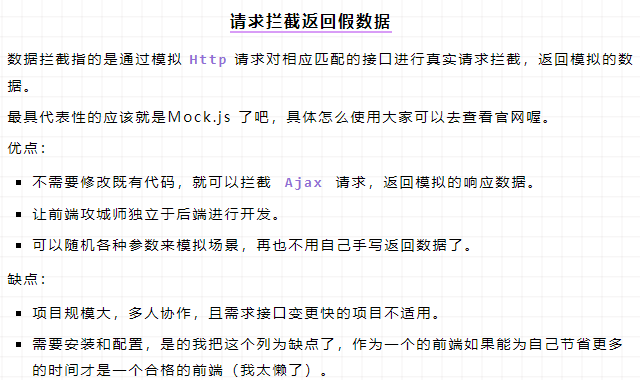 请求拦截返回假数据
数据拦截指的是通过模拟 Http 请求对相应匹配的接口进行真实请求拦截，返回模拟的数
据。
最具代表性的应该就是Mock.js 了吧，具体怎么使用大家可以去查看官网喔。
优点：
▪ 不需要修改既有代码，就可以拦截 Ajax 请求，返回模拟的响应数据。
▪ 让前端攻城师独立于后端进行开发。
▪ 可以随机各种参数来模拟场景，再也不用自己手写返回数据了。
缺点：
▪ 项目规模大，多人协作，且需求接口变更快的项目不适用。
▪ 需要安装和配置，是的我把这个列为缺点了，作为一个的前端如果能为自己节省更多
的时间才是一个合格的前端（我太懒了）。